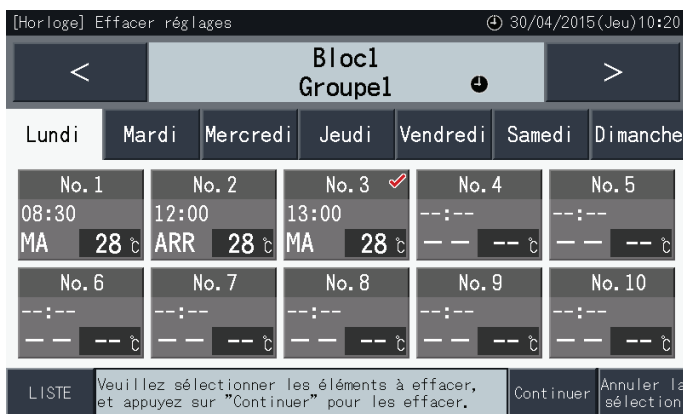 [Horloge] Effacer réglages 30/04/2015(Jeu)10:20
< Bloc1 >
Groupe1
Lundi Mardi Mercredi Jeudi Vendredi Samedi Dimanche
No.1 No.2 No.3 No.4 No.5
08:30 12:00 13:00 --:-- --:--
MA 28℃ ARR 28℃ MA 28℃ -- --℃ -- --℃
No.6 No.7 No.8 No.9 No.10
--:-- --:-- --:-- --:-- --:--
-- --℃ -- --℃ -- --℃ -- --℃ -- --℃
LISTE Veuillez sélectionner les éléments à effacer, Continuer Annuler la
et appuyez sur "Continuer" pour les effacer. sélection